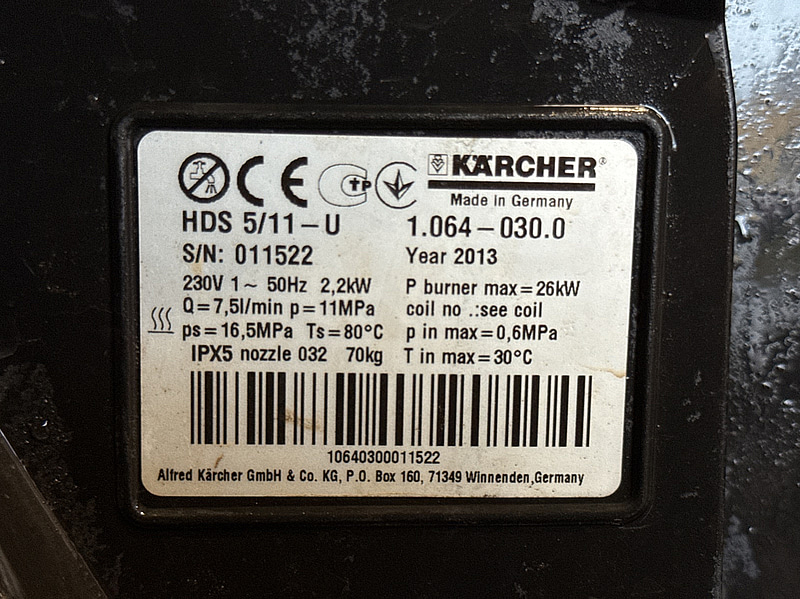 KÄRCHER®
Made in Germany
HDS 5/11-U 1.064-030.0
S/N: 011522 Year 2013
230V 1~ 50Hz 2,2kW P burner max=26kW
Q=7,5l/min p=11MPa coil no .:see coil
ps=16,5MPa Ts=80°C p in max=0,6MPa
IPX5 nozzle 032 70kg T in max=30°C
10640300011522
Alfred Kärcher GmbH & Co. KG, P.O. Box 160, 71349 Winnenden,Germany